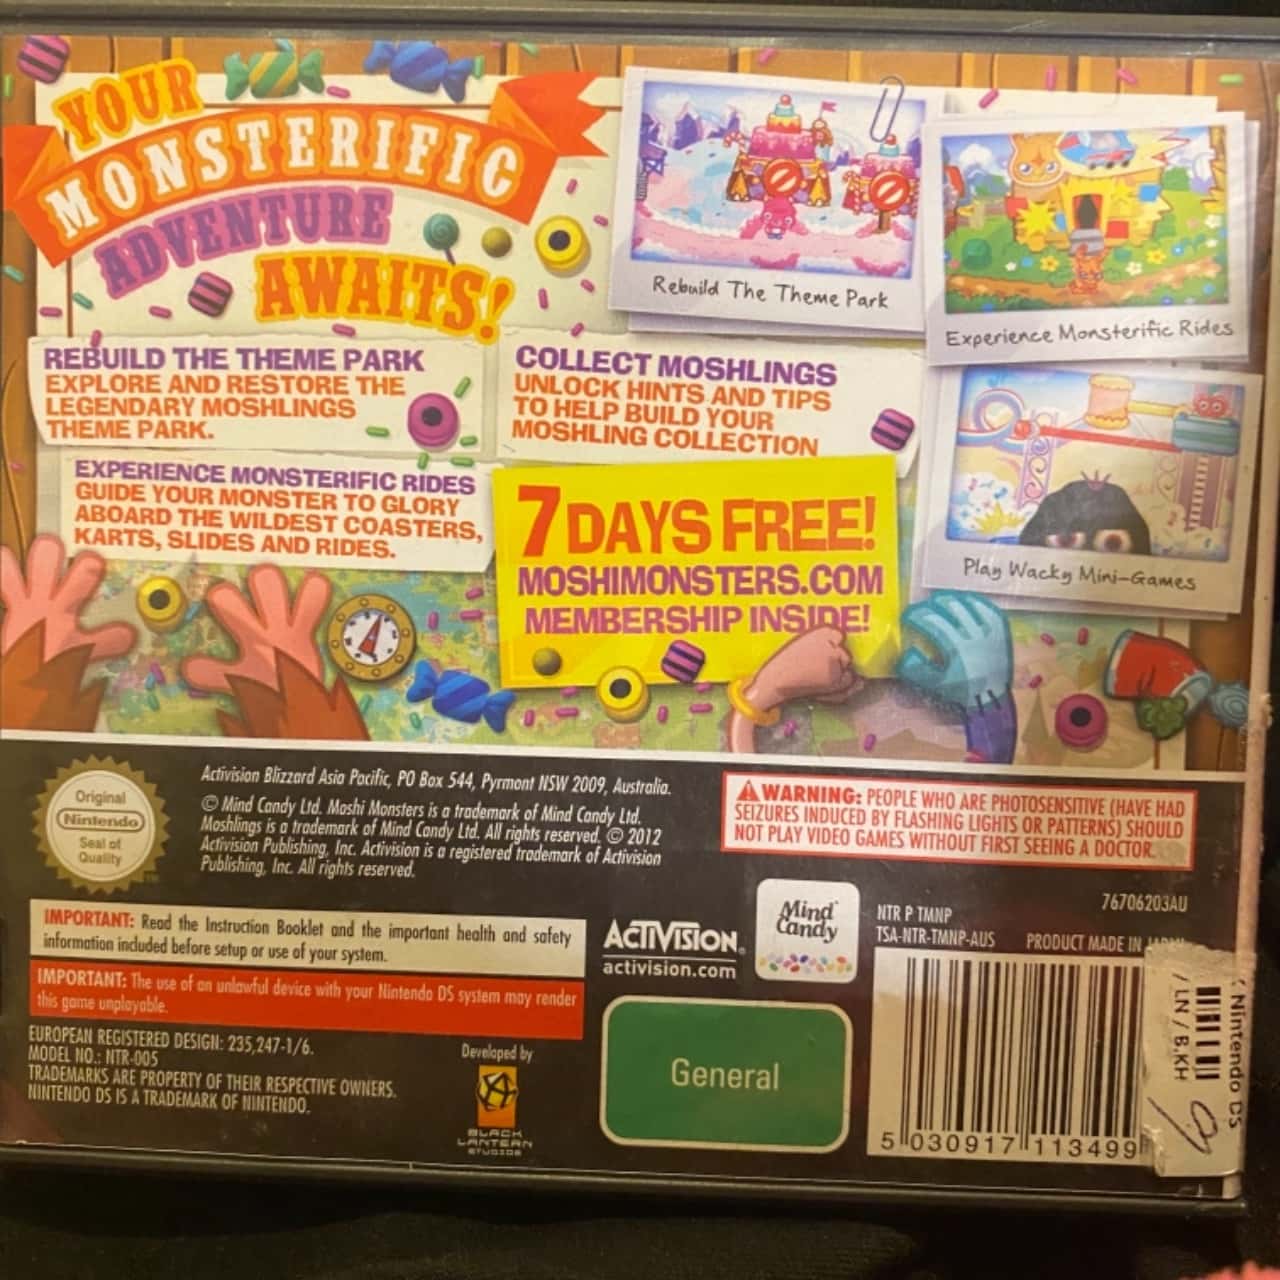 YOUR
MONSTERIFIC
ADVENTURE
AWAITS!
REBUILD THE THEME PARK
EXPLORE AND RESTORE THE
LEGENDARY MOSHLINGS
THEME PARK.
COLLECT MOSHLINGS
UNLOCK HINTS AND TIPS
TO HELP BUILD YOUR
MOSHLING COLLECTION
EXPERIENCE MONSTERIFIC RIDES
GUIDE YOUR MONSTER TO GLORY
ABOARD THE WILDEST COASTERS,
KARTS, SLIDES AND RIDES.
7 DAYS FREE!
MOSHIMONSTERS.COM
MEMBERSHIP INSIDE!
Rebuild The Theme Park
Experience Monsterific Rides
Play Wacky Mini-Games
Original
Nintendo
Seal of
Quality
Activision Blizzard Asia Pacific, PO Box 544, Pyrmont NSW 2009, Australia.
© Mind Candy Ltd. Moshi Monsters is a trademark of Mind Candy Ltd.
Moshlings is a trademark of Mind Candy Ltd. All rights reserved. © 2012
Activision Publishing, Inc. Activision is a registered trademark of Activision
Publishing, Inc. All rights reserved.
WARNING: PEOPLE WHO ARE PHOTOSENSITIVE (HAVE HAD
SEIZURES INDUCED BY FLASHING LIGHTS OR PATTERNS) SHOULD
NOT PLAY VIDEO GAMES WITHOUT FIRST SEEING A DOCTOR.
IMPORTANT: Read the Instruction Booklet and the important health and safety
information included before setup or use of your system.
IMPORTANT: The use of an unlawful device with your Nintendo DS system may render
this game unplayable.
EUROPEAN REGISTERED DESIGN: 235,247-1/6.
MODEL NO.: NTR-005
TRADEMARKS ARE PROPERTY OF THEIR RESPECTIVE OWNERS.
NINTENDO DS IS A TRADEMARK OF NINTENDO.
Developed by
BLACK
LANTERN
STUDIOS
ACTIVISION
activision.com
Mind
Candy
General
76706203AU
NTR P TMNP
TSA-NTR-TMNP-AUS
PRODUCT MADE IN
5 030917 113499
Nintendo DS
/ LN / B.KH